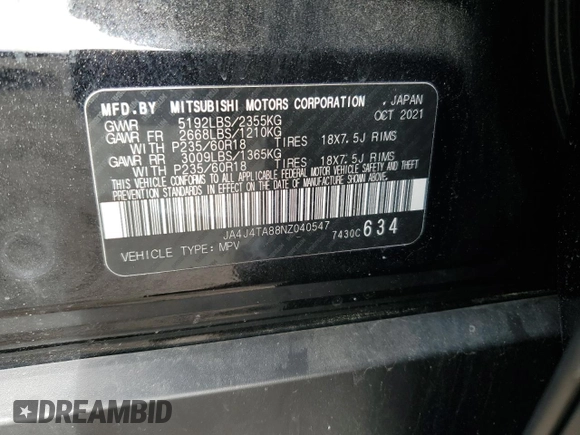 MFD.BY MITSUBISHI MOTORS CORPORATION , JAPAN
GVWR 5192LBS/2355KG OCT 2021
GAWR FR 2668LBS/1210KG
WITH P235/60R18 TIRES 18X7.5J RIMS
GAWR RR 3009LBS/1365KG
WITH P235/60R18 TIRES 18X7.5J RIMS
THIS VEHICLE CONFORMS TO ALL APPLICABLE FEDERAL MOTOR VEHICLE SAFETY AND THEFT
PREVENTION STANDARDS IN EFFECT ON THE DATE OF MANUFACTURE SHOWN ABOVE.
JA4J4TA88NZ040547 7430C 634
VEHICLE TYPE: MPV
DREAMBID